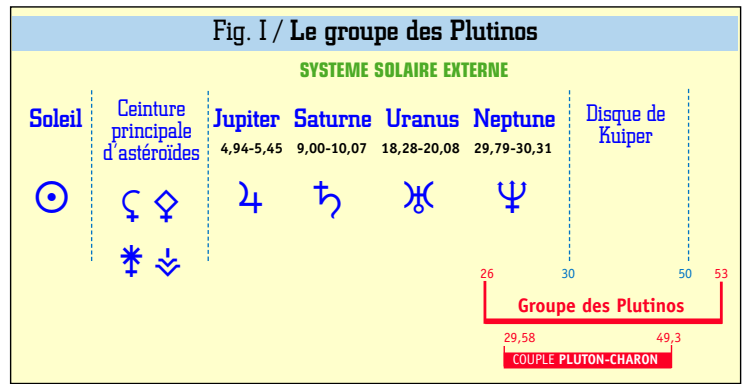 Fig. I / Le groupe des Plutinos
SYSTEME SOLAIRE EXTERNE
Soleil
Ceinture
principale
d'astéroïdes
Jupiter Saturne Uranus Neptune
4,94-5,45 9,00-10,07 18,28-20,08 29,79-30,31
Disque de
Kuiper
26 30 50 53
Groupe des Plutinos
29,58 49,3
COUPLE PLUTON-CHARON